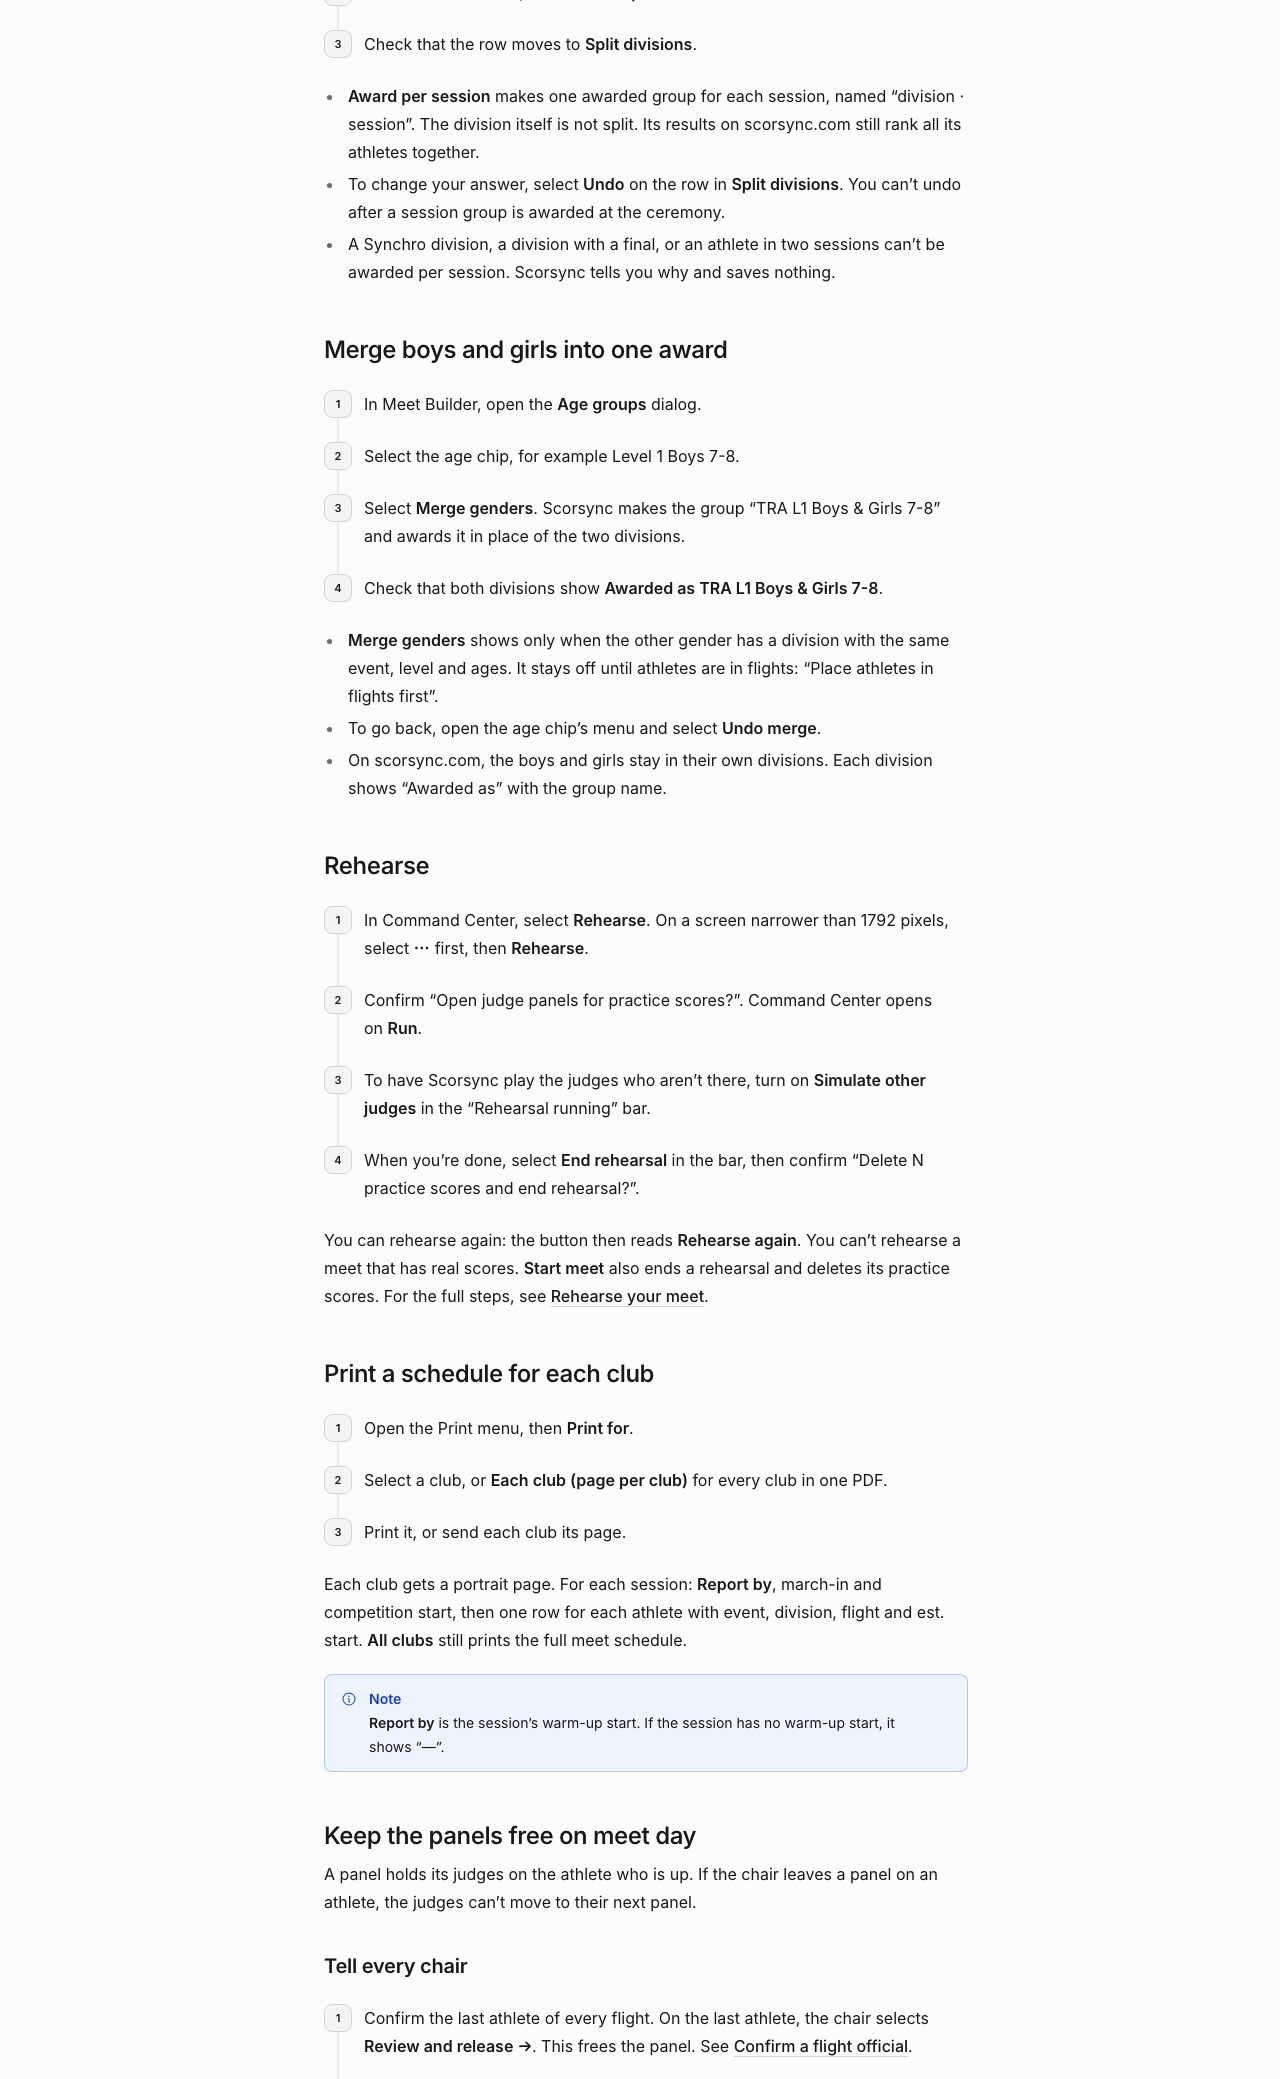 3 Check that the row moves to Split divisions.
• Award per session makes one awarded group for each session, named “division ·
session”. The division itself is not split. Its results on scorsync.com still rank all its
athletes together.
• To change your answer, select Undo on the row in Split divisions. You can’t undo
after a session group is awarded at the ceremony.
• A Synchro division, a division with a final, or an athlete in two sessions can’t be
awarded per session. Scorsync tells you why and saves nothing.
Merge boys and girls into one award
1 In Meet Builder, open the Age groups dialog.
2 Select the age chip, for example Level 1 Boys 7-8.
3 Select Merge genders. Scorsync makes the group “TRA L1 Boys & Girls 7-8”
and awards it in place of the two divisions.
4 Check that both divisions show Awarded as TRA L1 Boys & Girls 7-8.
• Merge genders shows only when the other gender has a division with the same
event, level and ages. It stays off until athletes are in flights: “Place athletes in
flights first”.
• To go back, open the age chip’s menu and select Undo merge.
• On scorsync.com, the boys and girls stay in their own divisions. Each division
shows “Awarded as” with the group name.
Rehearse
1 In Command Center, select Rehearse. On a screen narrower than 1792 pixels,
select ··· first, then Rehearse.
2 Confirm “Open judge panels for practice scores?”. Command Center opens
on Run.
3 To have Scorsync play the judges who aren’t there, turn on Simulate other
judges in the “Rehearsal running” bar.
4 When you’re done, select End rehearsal in the bar, then confirm “Delete N
practice scores and end rehearsal?”.
You can rehearse again: the button then reads Rehearse again. You can’t rehearse a
meet that has real scores. Start meet also ends a rehearsal and deletes its practice
scores. For the full steps, see Rehearse your meet.
Print a schedule for each club
1 Open the Print menu, then Print for.
2 Select a club, or Each club (page per club) for every club in one PDF.
3 Print it, or send each club its page.
Each club gets a portrait page. For each session: Report by, march-in and
competition start, then one row for each athlete with event, division, flight and est.
start. All clubs still prints the full meet schedule.
Note
Report by is the session’s warm-up start. If the session has no warm-up start, it
shows “—”.
Keep the panels free on meet day
A panel holds its judges on the athlete who is up. If the chair leaves a panel on an
athlete, the judges can’t move to their next panel.
Tell every chair
1 Confirm the last athlete of every flight. On the last athlete, the chair selects
Review and release →. This frees the panel. See Confirm a flight official.